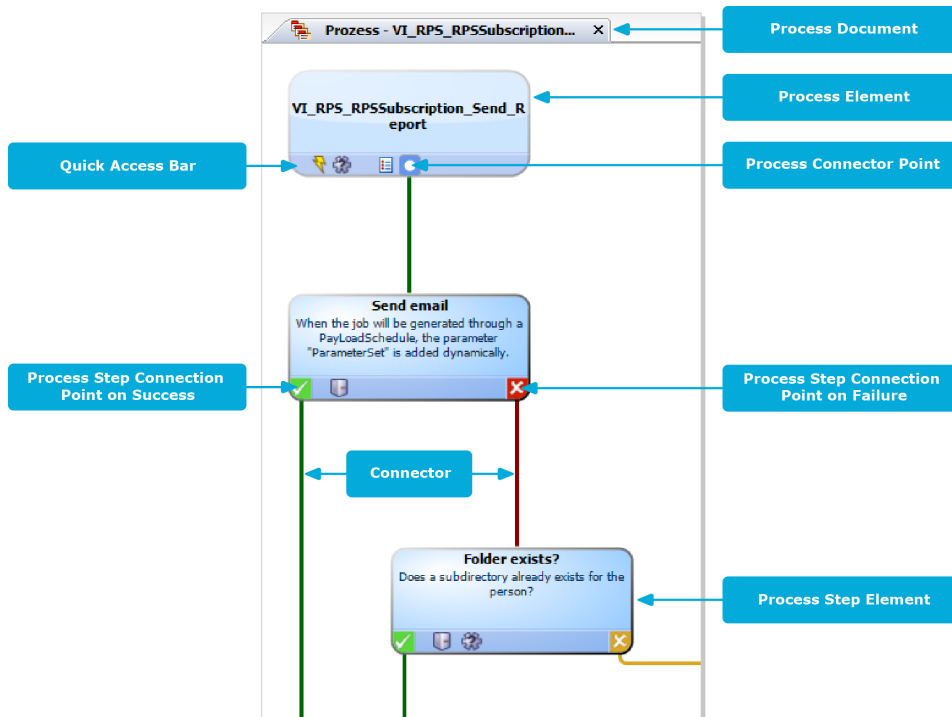 Prozess - VI_RPS_RPSSubscription...
Process Document
VI_RPS_RPSSubscription_Send_R
eport
Process Element
Quick Access Bar
Process Connector Point
Send email
When the job will be generated through a
PayLoadSchedule, the parameter
"ParameterSet" is added dynamically.
Process Step Connection
Point on Success
Process Step Connection
Point on Failure
Connector
Folder exists?
Does a subdirectory already exists for the
person?
Process Step Element